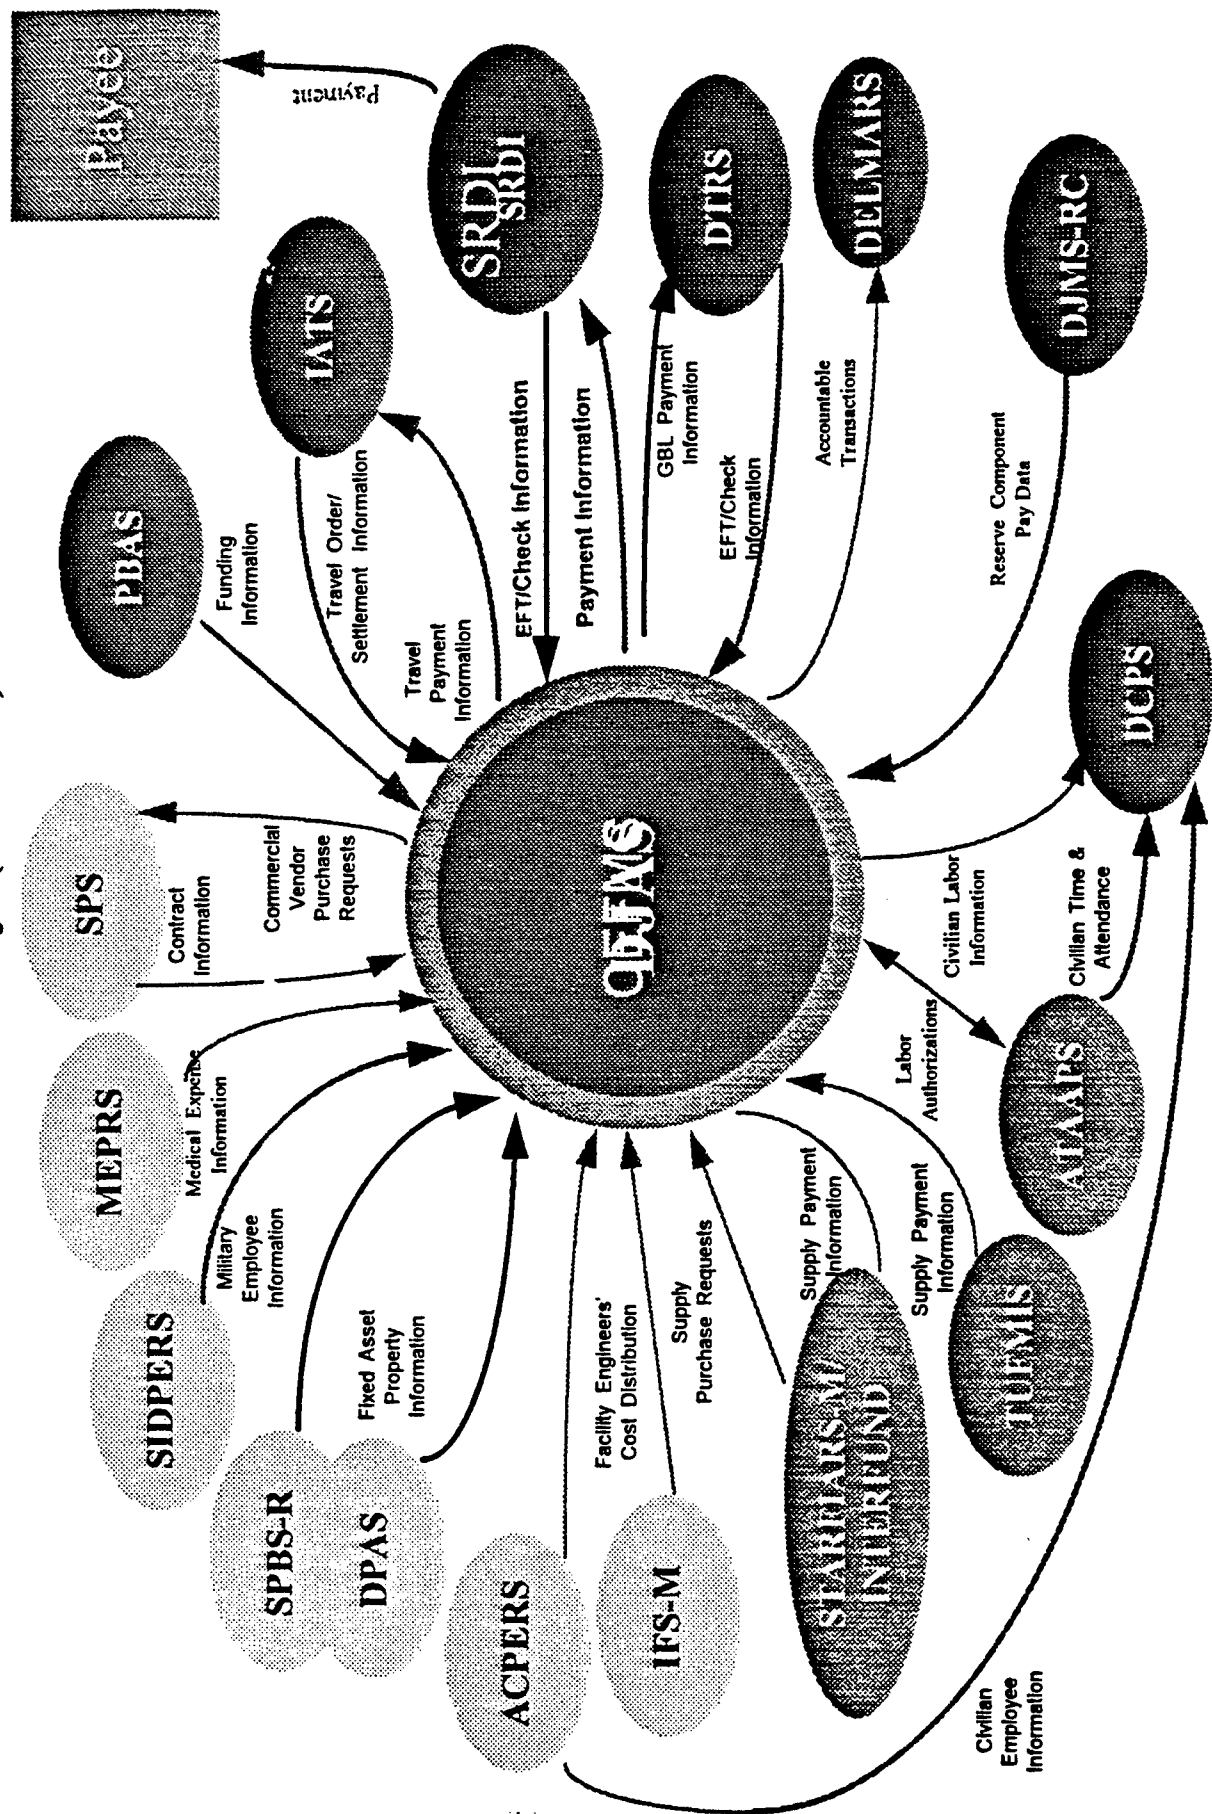 SPS
PBAS
Payee
MEPRS
SIDPERS
SPBS-R
DPAS
ACPERS
IFS-M
IATS
SRDI
SRDI
Payment
Contract
Information
Commercial
Vendor
Purchase
Requests
Funding
Information
Medical Expense
Information
Military
Employee
Information
Travel Order/
Settlement Information
Travel
Payment
Information
Fixed Asset
Property
Information
EFT/Check Information
Payment Information
Facility Engineers'
Cost Distribution
GBL Payment
Information
DTRS
Supply
Purchase Requests
EFT/Check
Information
Supply Payment
Information
Accountable
Transactions
DELMARS
STARFIARS-M/
INTERFUND
Supply Payment
Information
Labor
Authorizations
Civilian Labor
Information
TUFMIS
Reserve Component
Pay Data
DJMS-RC
ATAAPS
Civilian Time &
Attendance
DCPS
Civilian
Employee
Information